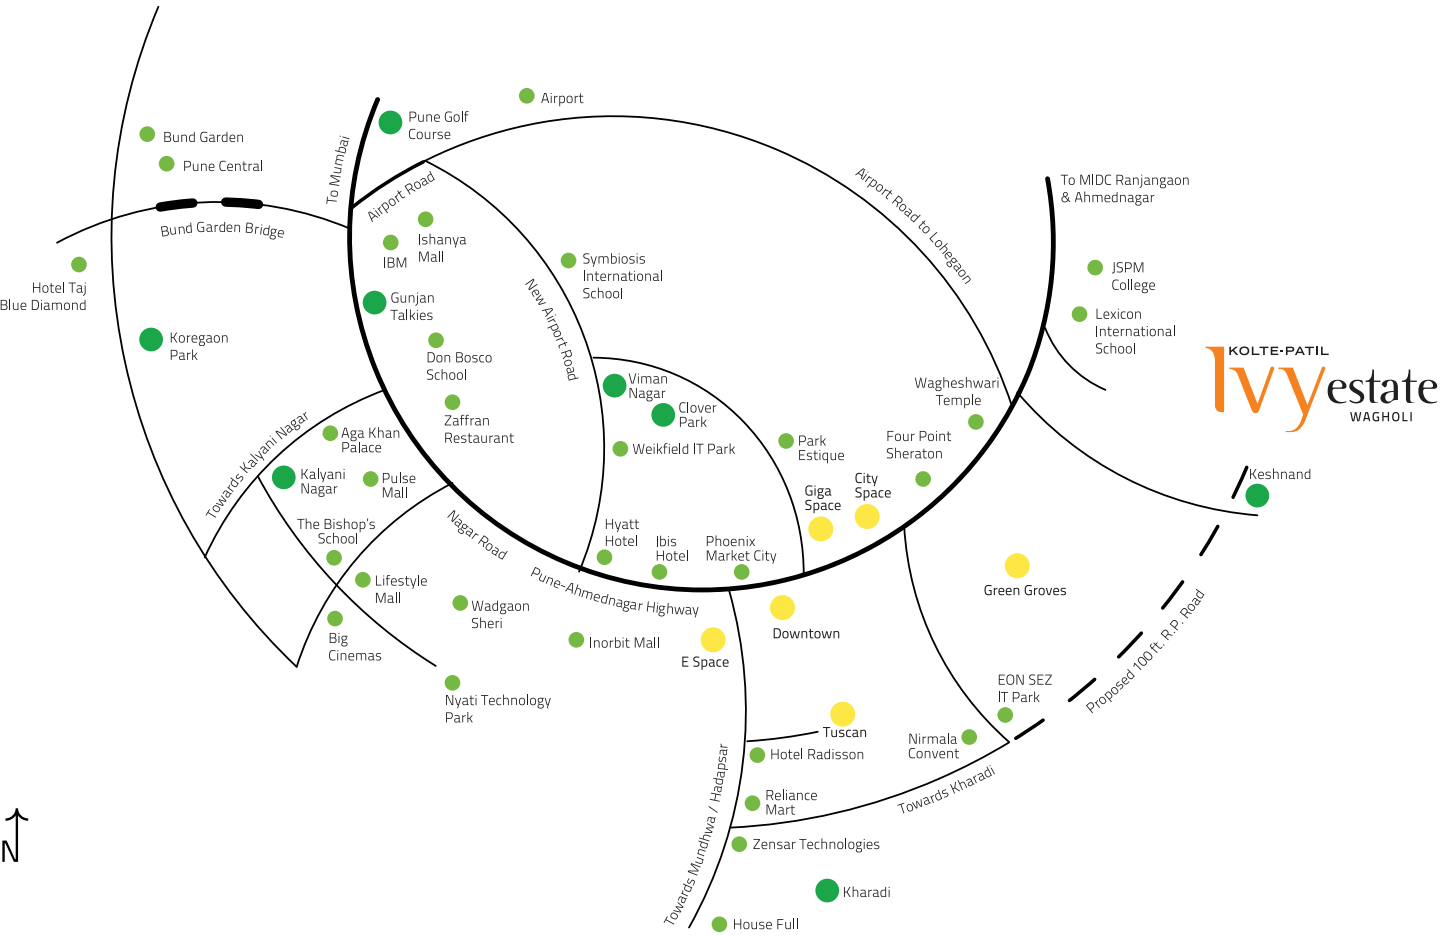 Airport
Pune Golf
Course
Bund Garden
Pune Central
To Mumbai
Airport Road
Bund Garden Bridge
Hotel Taj
Blue Diamond
Koregaon
Park
Ishanya
Mall
IBM
Gunjan
Talkies
Don Bosco
School
Zaffran
Restaurant
Symbiosis
International
School
New Airport Road
Airport Road to Lohegaon
To MIDC Ranjangaon
& Ahmednagar
JSPM
College
Lexicon
International
School
KOLTE-PATIL
Ivy estate
WAGHOLI
Viman
Nagar
Clover
Park
Weikfield IT Park
Park
Estique
Wagheshwari
Temple
Four Point
Sheraton
Giga
Space
City
Space
Keshnand
Towards Kalyani Nagar
Aga Khan
Palace
Kalyani
Nagar
Pulse
Mall
The Bishop's
School
Lifestyle
Mall
Big
Cinemas
Nagar Road
Hyatt
Hotel
Ibis
Hotel
Phoenix
Market City
Pune-Ahmednagar Highway
Wadgaon
Sheri
Inorbit Mall
Nyati Technology
Park
E Space
Downtown
Green Groves
Proposed 100 ft. R.P. Road
EON SEZ
IT Park
Tuscan
Nirmala
Convent
Hotel Radisson
Reliance
Mart
Towards Kharadi
Towards Mundhwa / Hadapsar
Zensar Technologies
Kharadi
House Full
N